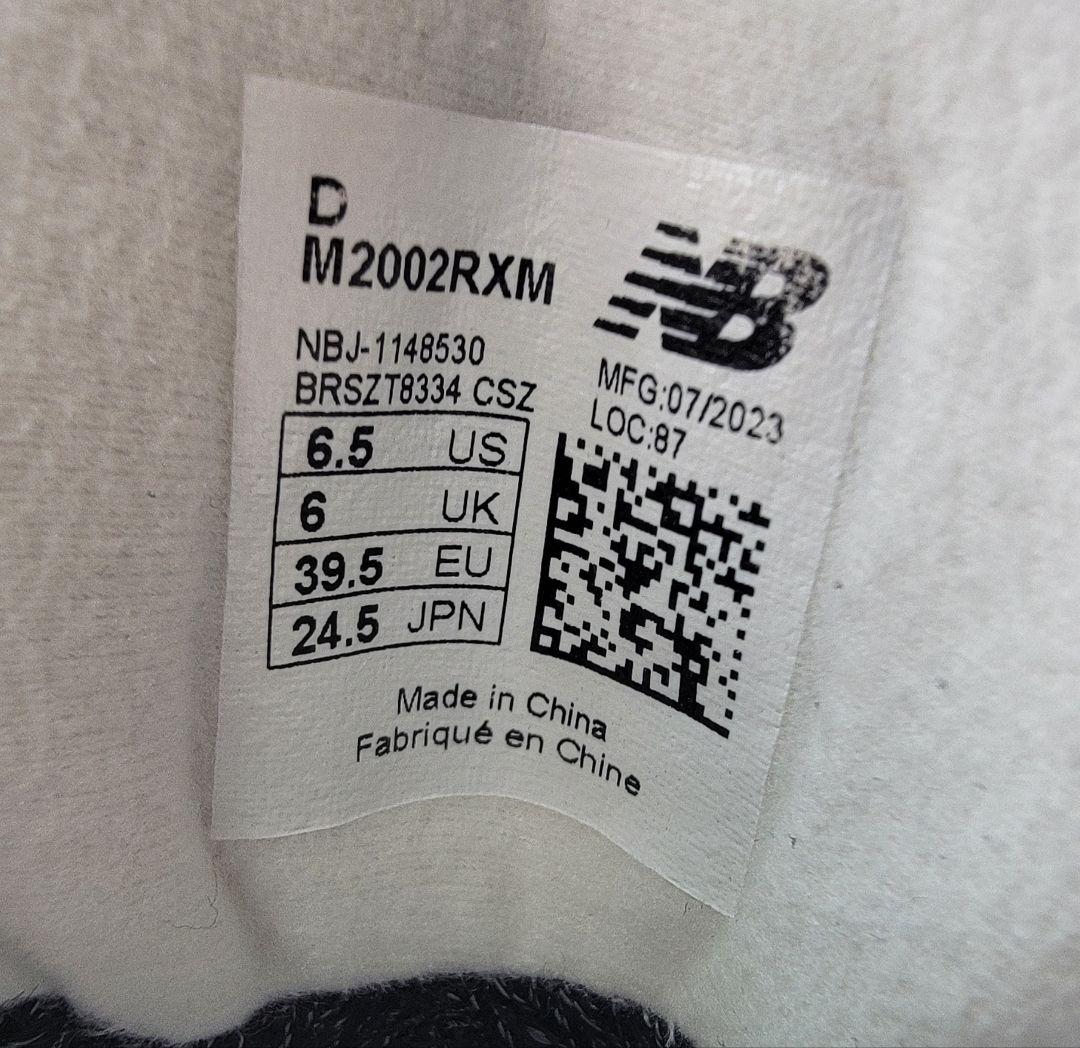 D
M2002RXM
NBJ-1148530
BRSZT8334 CSZ
6.5 US
6 UK
39.5 EU
24.5 JPN
NB
MFG:07/2023
LOC:87
Made in China
Fabriqué en Chine